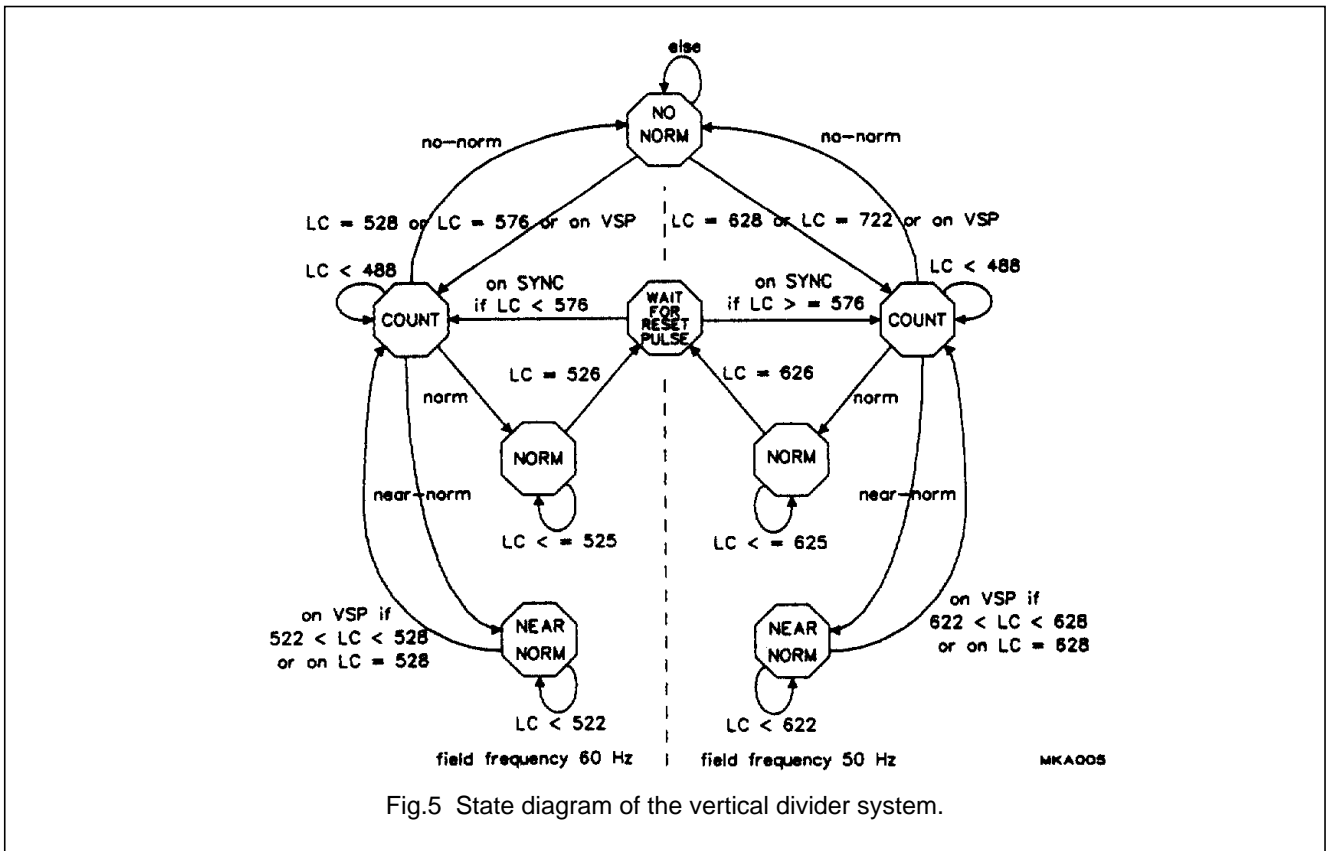 else
NO
NORM
no-norm
no-norm
LC = 528 or LC = 576 or on VSP
LC = 628 or LC = 722 or on VSP
LC < 488
LC < 488
on SYNC
if LC < 576
on SYNC
if LC > = 576
COUNT
WAIT
FOR
RESET
PULSE
COUNT
LC = 526
LC = 626
norm
norm
NORM
NORM
near-norm
near-norm
LC < = 525
LC < = 625
on VSP if
522 < LC < 528
or on LC = 528
NEAR
NORM
NEAR
NORM
on VSP if
622 < LC < 628
or on LC = 628
LC < 522
LC < 622
field frequency 60 Hz
field frequency 50 Hz
MKA005
Fig.5 State diagram of the vertical divider system.